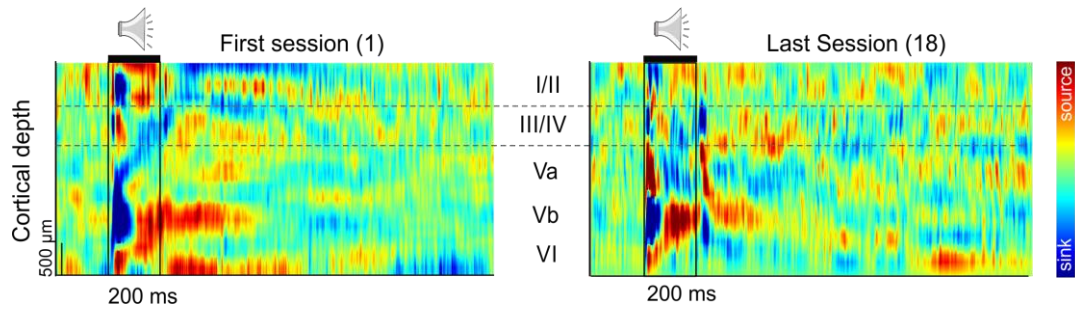 First session (1)
Last Session (18)
Cortical depth
500 µm
I/II
III/IV
Va
Vb
VI
200 ms
200 ms
source
sink